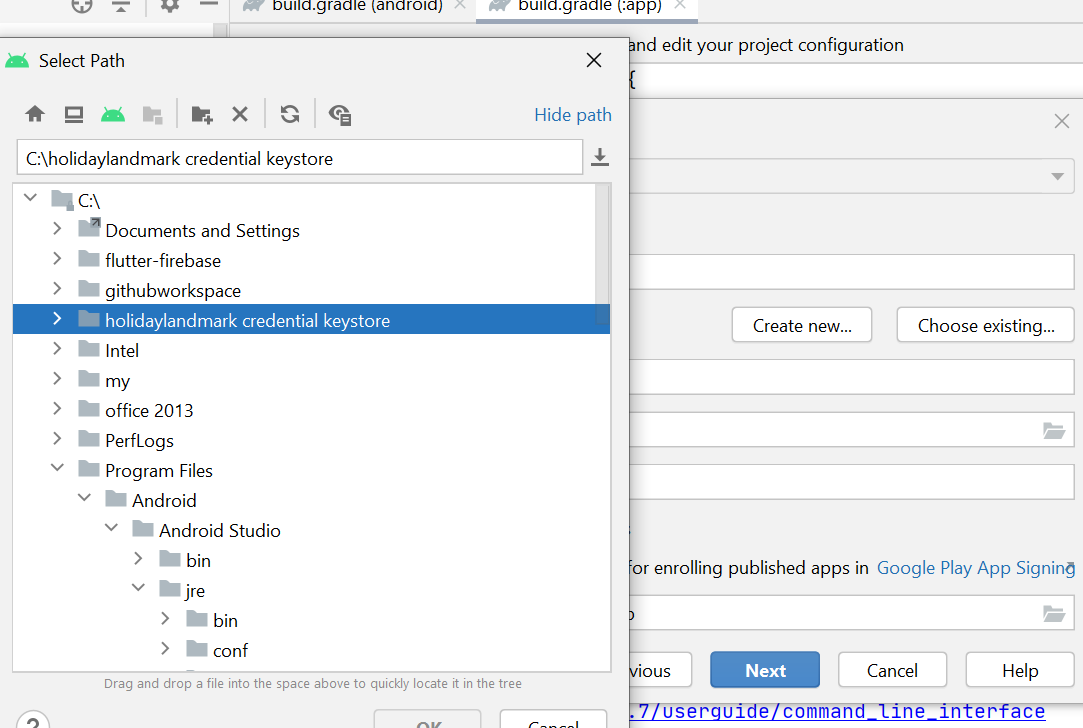 build.gradle (android)
build.gradle (:app)
and edit your project configuration
{
Select Path
Hide path
C:\holidaylandmark credential keystore
C:\
Documents and Settings
flutter-firebase
githubworkspace
holidaylandmark credential keystore
Intel
my
office 2013
PerfLogs
Program Files
Android
Android Studio
bin
jre
bin
conf
Drag and drop a file into the space above to quickly locate it in the tree
?
OK
Cancel
Create new...
Choose existing...
for enrolling published apps in Google Play App Signing
vious
Next
Cancel
Help
.7/userguide/command_line_interface